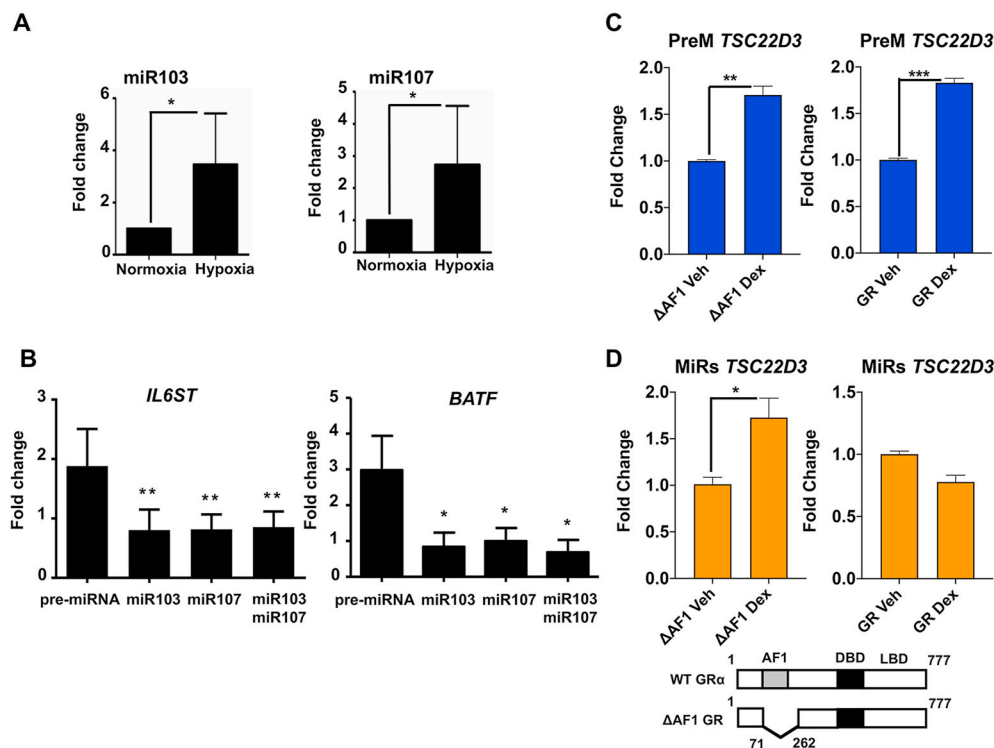 A
miR103
Fold change
6
4
2
0
*
Normoxia Hypoxia
miR107
Fold change
5
4
3
2
1
0
*
Normoxia Hypoxia
B
IL6ST
Fold change
3
2
1
0
** ** **
pre-miRNA miR103 miR107 miR103
miR107
BATF
Fold change
5
4
3
2
1
0
* * *
pre-miRNA miR103 miR107 miR103
miR107
C
PreM TSC22D3
Fold Change
2.0
1.5
1.0
0.5
0.0
**
ΔAF1 Veh
ΔAF1 Dex
PreM TSC22D3
Fold Change
2.0
1.5
1.0
0.5
0.0
***
GR Veh
GR Dex
D
MiRs TSC22D3
Fold Change
2.0
1.5
1.0
0.5
0.0
*
ΔAF1 Veh
ΔAF1 Dex
MiRs TSC22D3
Fold Change
1.5
1.0
0.5
0.0
GR Veh
GR Dex
1 AF1 DBD LBD 777
WT GRα
1 777
ΔAF1 GR
71 262